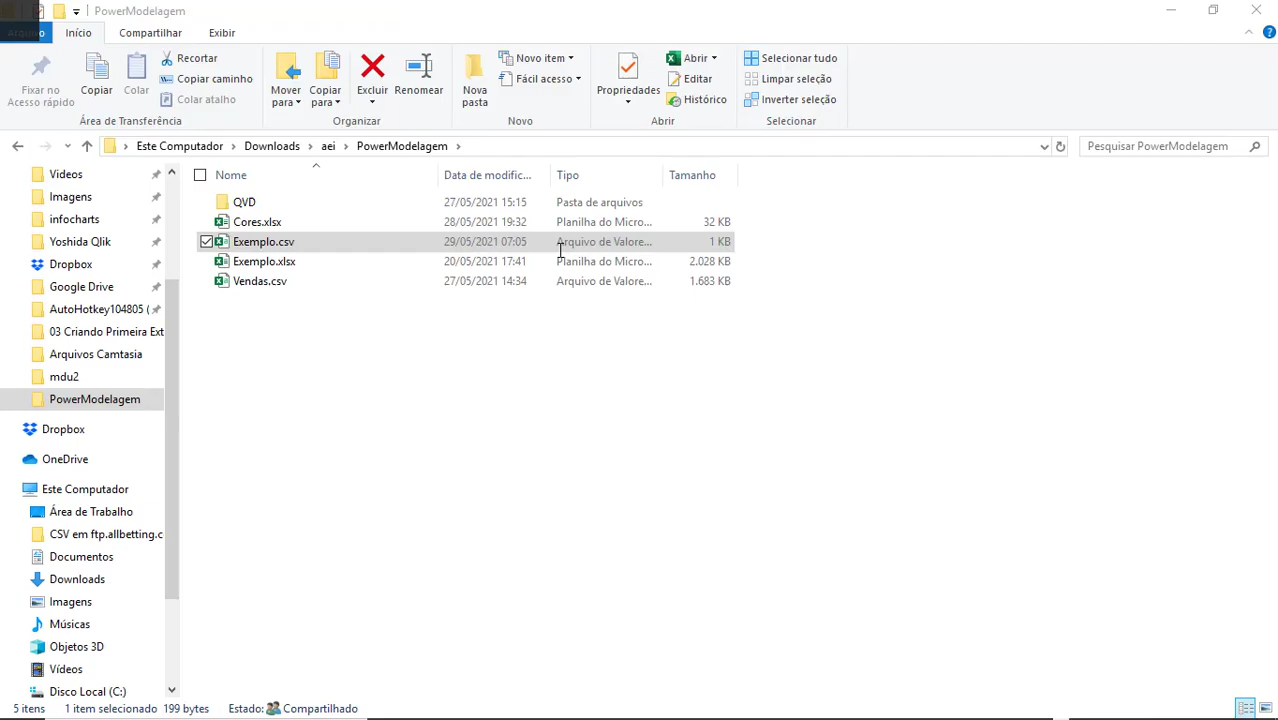 PowerModelagem
Arquivo Início Compartilhar Exibir
Fixar no Acesso rápido
Copiar
Colar
Recortar
Copiar caminho
Colar atalho
Área de Transferência
Mover para
Copiar para
Excluir
Renomear
Organizar
Nova pasta
Novo item
Fácil acesso
Novo
Propriedades
Abrir
Editar
Histórico
Abrir
Selecionar tudo
Limpar seleção
Inverter seleção
Selecionar
Este Computador > Downloads > aei > PowerModelagem >
Pesquisar PowerModelagem
Nome Data de modific... Tipo Tamanho
QVD 27/05/2021 15:15 Pasta de arquivos
Cores.xlsx 28/05/2021 19:32 Planilha do Micro... 32 KB
Exemplo.csv 29/05/2021 07:05 Arquivo de Valore... 1 KB
Exemplo.xlsx 20/05/2021 17:41 Planilha do Micro... 2.028 KB
Vendas.csv 27/05/2021 14:34 Arquivo de Valore... 1.683 KB
Videos
Imagens
infocharts
Yoshida Qlik
Dropbox
Google Drive
AutoHotkey104805 (
03 Criando Primeira Ext
Arquivos Camtasia
mdu2
PowerModelagem
Dropbox
OneDrive
Este Computador
Área de Trabalho
CSV em ftp.allbetting.c
Documentos
Downloads
Imagens
Músicas
Objetos 3D
Vídeos
Disco Local (C:)
5 itens 1 item selecionado 199 bytes Estado: Compartilhado